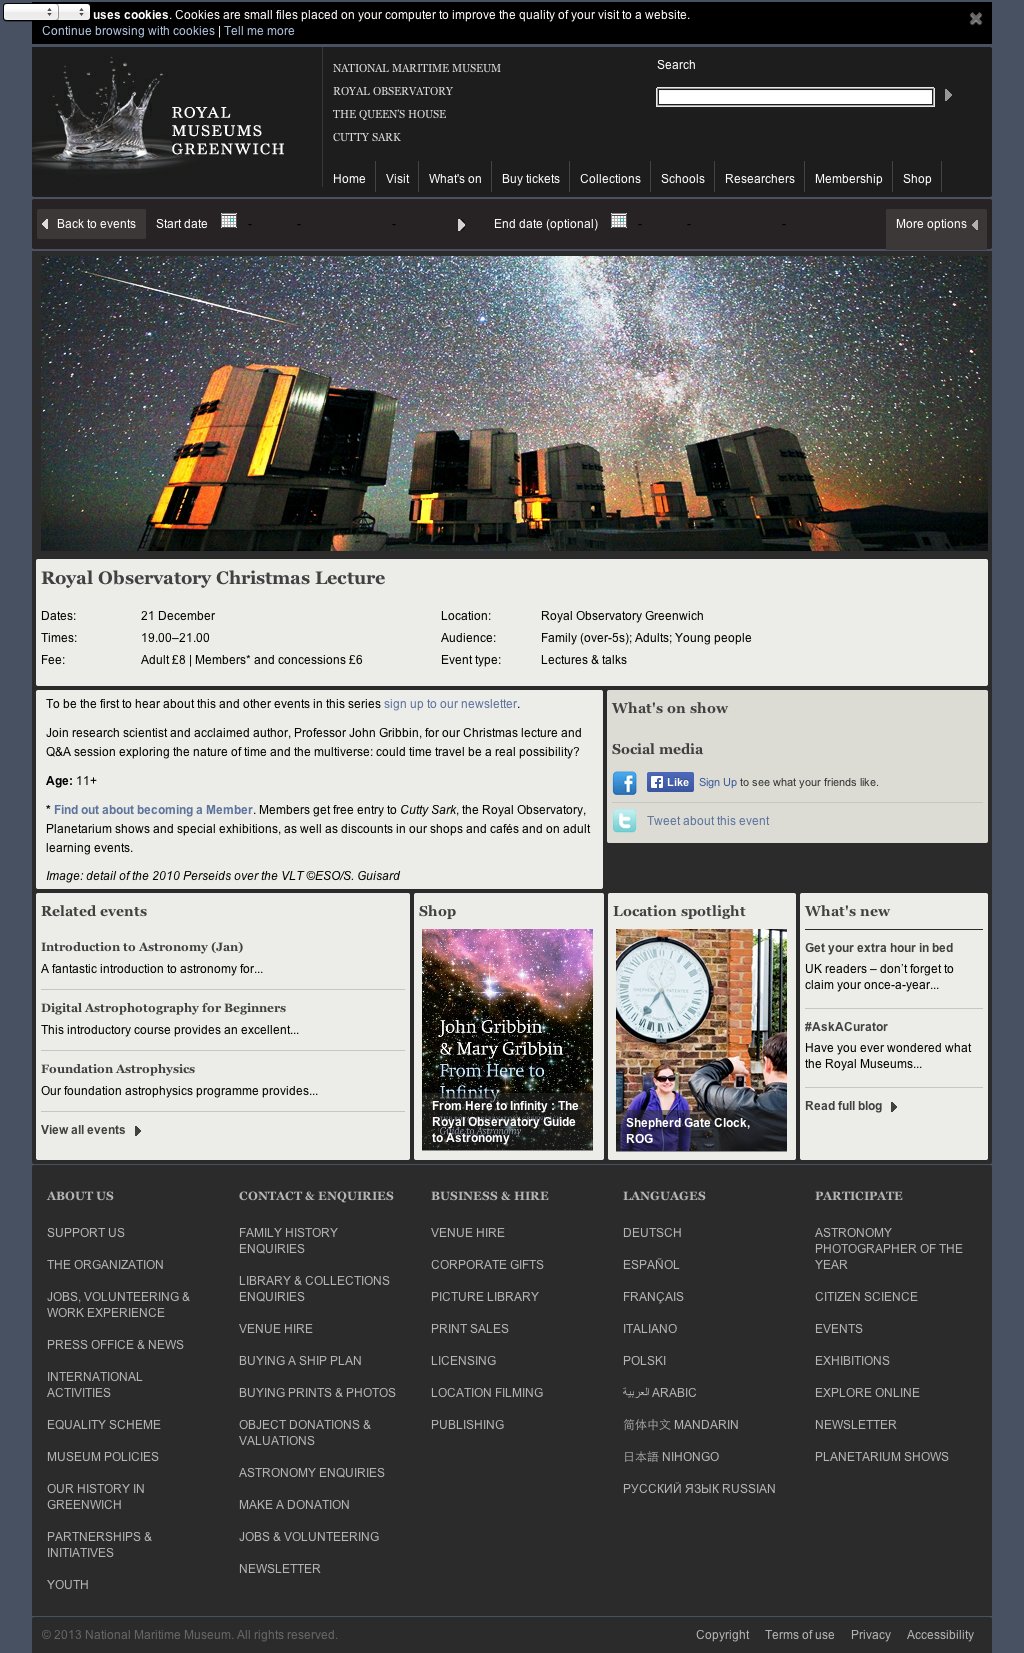 uses cookies. Cookies are small files placed on your computer to improve the quality of your visit to a website.
Continue browsing with cookies | Tell me more
ROYAL
MUSEUMS
GREENWICH
NATIONAL MARITIME MUSEUM
ROYAL OBSERVATORY
THE QUEEN'S HOUSE
CUTTY SARK
Search
Home Visit What's on Buy tickets Collections Schools Researchers Membership Shop
Back to events Start date - - - End date (optional) - - - More options
Royal Observatory Christmas Lecture
Dates: 21 December Location: Royal Observatory Greenwich
Times: 19.00–21.00 Audience: Family (over-5s); Adults; Young people
Fee: Adult £8 | Members* and concessions £6 Event type: Lectures & talks
To be the first to hear about this and other events in this series sign up to our newsletter.
Join research scientist and acclaimed author, Professor John Gribbin, for our Christmas lecture and
Q&A session exploring the nature of time and the multiverse: could time travel be a real possibility?
Age: 11+
* Find out about becoming a Member. Members get free entry to Cutty Sark, the Royal Observatory,
Planetarium shows and special exhibitions, as well as discounts in our shops and cafés and on adult
learning events.
Image: detail of the 2010 Perseids over the VLT ©ESO/S. Guisard
What's on show
Social media
Like Sign Up to see what your friends like.
Tweet about this event
Related events
Introduction to Astronomy (Jan)
A fantastic introduction to astronomy for...
Digital Astrophotography for Beginners
This introductory course provides an excellent...
Foundation Astrophysics
Our foundation astrophysics programme provides...
View all events
Shop
John Gribbin
& Mary Gribbin
From Here to
Infinity
From Here to Infinity : The
Royal Observatory Guide
Guide to Astronomy
to Astronomy
Location spotlight
Shepherd Gate Clock,
ROG
What's new
Get your extra hour in bed
UK readers – don't forget to
claim your once-a-year...
#AskACurator
Have you ever wondered what
the Royal Museums...
Read full blog
ABOUT US
SUPPORT US
THE ORGANIZATION
JOBS, VOLUNTEERING &
WORK EXPERIENCE
PRESS OFFICE & NEWS
INTERNATIONAL
ACTIVITIES
EQUALITY SCHEME
MUSEUM POLICIES
OUR HISTORY IN
GREENWICH
PARTNERSHIPS &
INITIATIVES
YOUTH
CONTACT & ENQUIRIES
FAMILY HISTORY
ENQUIRIES
LIBRARY & COLLECTIONS
ENQUIRIES
VENUE HIRE
BUYING A SHIP PLAN
BUYING PRINTS & PHOTOS
OBJECT DONATIONS &
VALUATIONS
ASTRONOMY ENQUIRIES
MAKE A DONATION
JOBS & VOLUNTEERING
NEWSLETTER
BUSINESS & HIRE
VENUE HIRE
CORPORATE GIFTS
PICTURE LIBRARY
PRINT SALES
LICENSING
LOCATION FILMING
PUBLISHING
LANGUAGES
DEUTSCH
ESPAÑOL
FRANÇAIS
ITALIANO
POLSKI
العربية ARABIC
简体中文 MANDARIN
日本語 NIHONGO
РУССКИЙ ЯЗЫК RUSSIAN
PARTICIPATE
ASTRONOMY
PHOTOGRAPHER OF THE
YEAR
CITIZEN SCIENCE
EVENTS
EXHIBITIONS
EXPLORE ONLINE
NEWSLETTER
PLANETARIUM SHOWS
© 2013 National Maritime Museum. All rights reserved.
Copyright Terms of use Privacy Accessibility